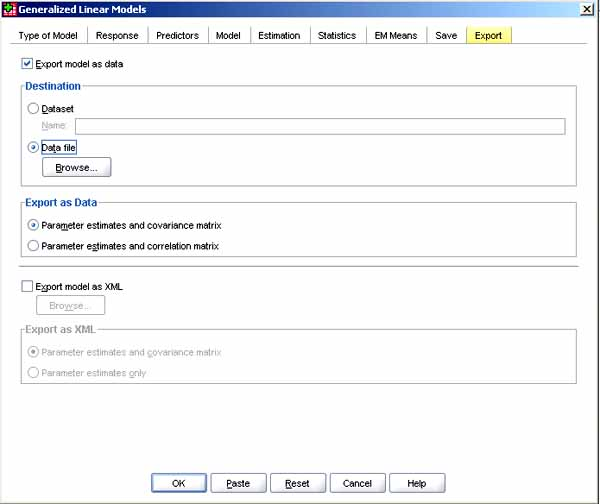 Generalized Linear Models
Type of Model Response Predictors Model Estimation Statistics EM Means Save Export
Export model as data
Destination
Dataset
Name:
Data file
Browse...
Export as Data
Parameter estimates and covariance matrix
Parameter estimates and correlation matrix
Export model as XML
Browse...
Export as XML
Parameter estimates and covariance matrix
Parameter estimates only
OK Paste Reset Cancel Help